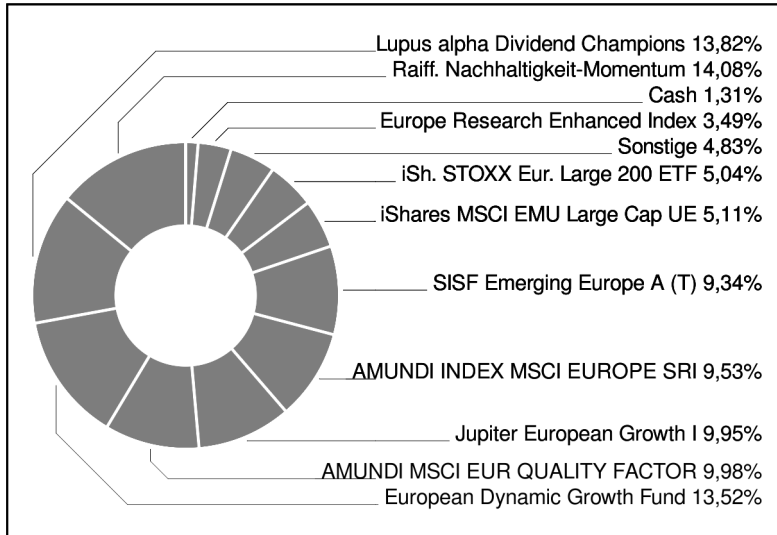 Lupus alpha Dividend Champions 13,82%
Raiff. Nachhaltigkeit-Momentum 14,08%
Cash 1,31%
Europe Research Enhanced Index 3,49%
Sonstige 4,83%
iSh. STOXX Eur. Large 200 ETF 5,04%
iShares MSCI EMU Large Cap UE 5,11%
SISF Emerging Europe A (T) 9,34%
AMUNDI INDEX MSCI EUROPE SRI 9,53%
Jupiter European Growth I 9,95%
AMUNDI MSCI EUR QUALITY FACTOR 9,98%
European Dynamic Growth Fund 13,52%